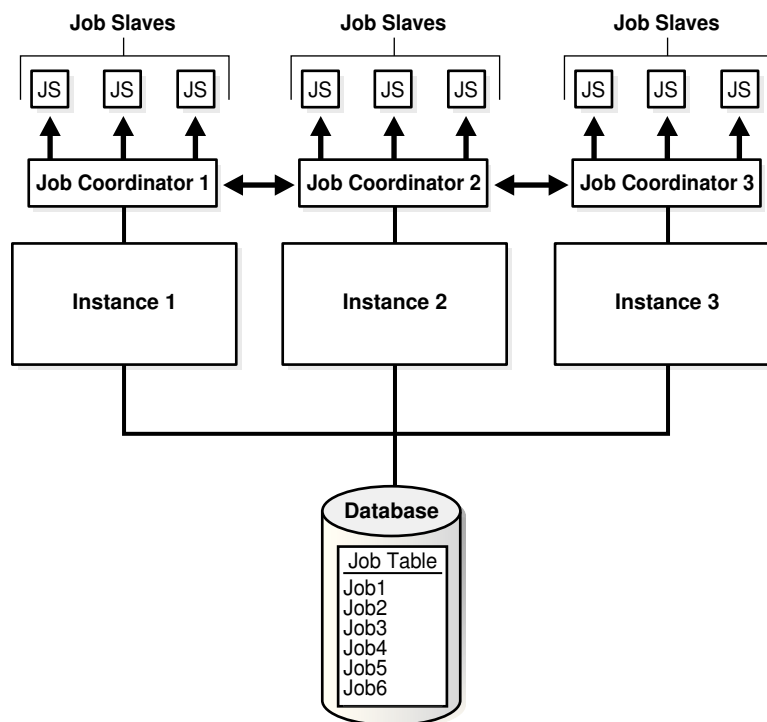 Job Slaves Job Slaves Job Slaves
JS JS JS JS JS JS JS JS JS
Job Coordinator 1 Job Coordinator 2 Job Coordinator 3
Instance 1 Instance 2 Instance 3
Database
Job Table
Job1
Job2
Job3
Job4
Job5
Job6